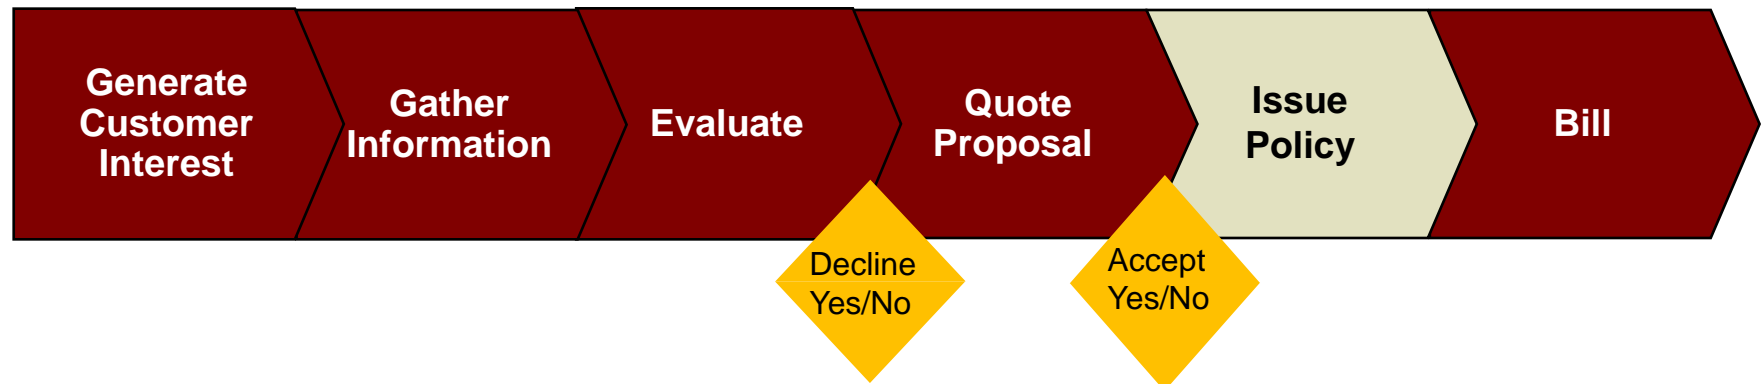 Generate
Customer
Interest
Gather
Information
Evaluate
Quote
Proposal
Issue
Policy
Bill
Decline
Yes/No
Accept
Yes/No